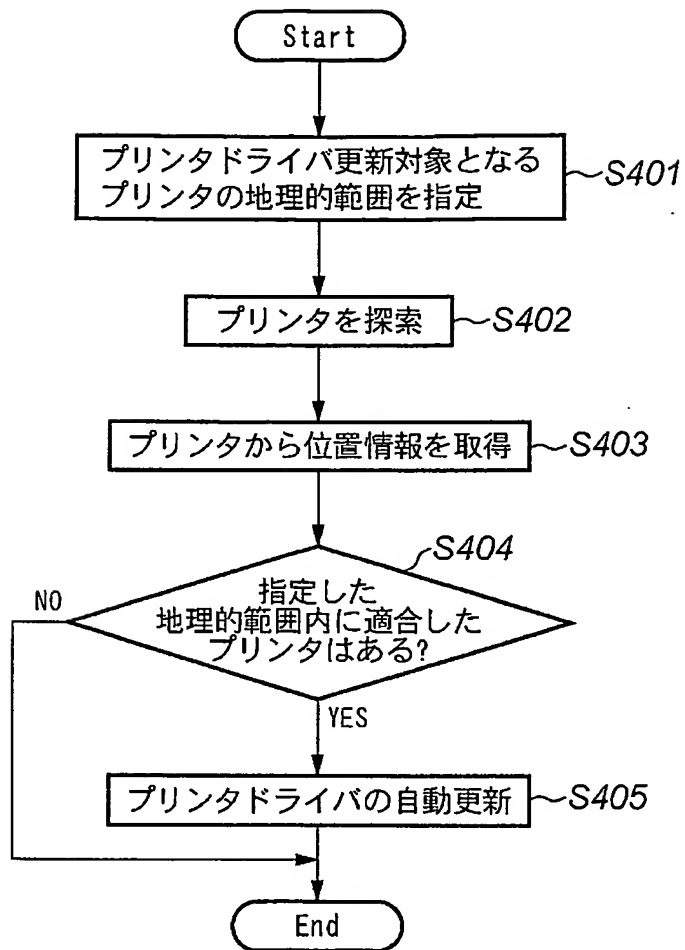 Start
プリンタドライバ更新対象となる
プリンタの地理的範囲を指定
S401
プリンタを探索
S402
プリンタから位置情報を取得
S403
S404
指定した
地理的範囲内に適合した
プリンタはある?
NO
YES
プリンタドライバの自動更新
S405
End